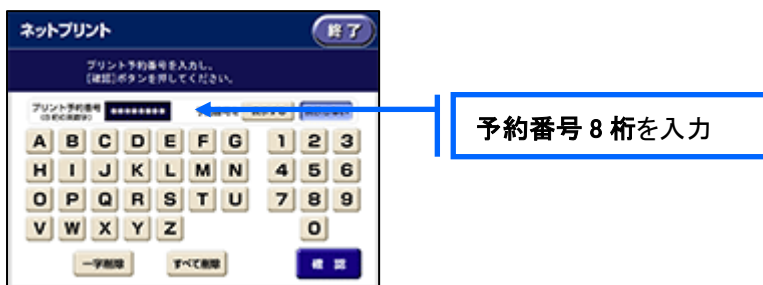 ネットプリント
終了
プリント予約番号を入力し、
［確認］ボタンを押してください。
プリント予約番号
********
A B C D E F G 1 2 3
H I J K L M N 4 5 6
O P Q R S T U 7 8 9
V W X Y Z 0
一字削除 すべて削除 確 認
予約番号 8 桁を入力